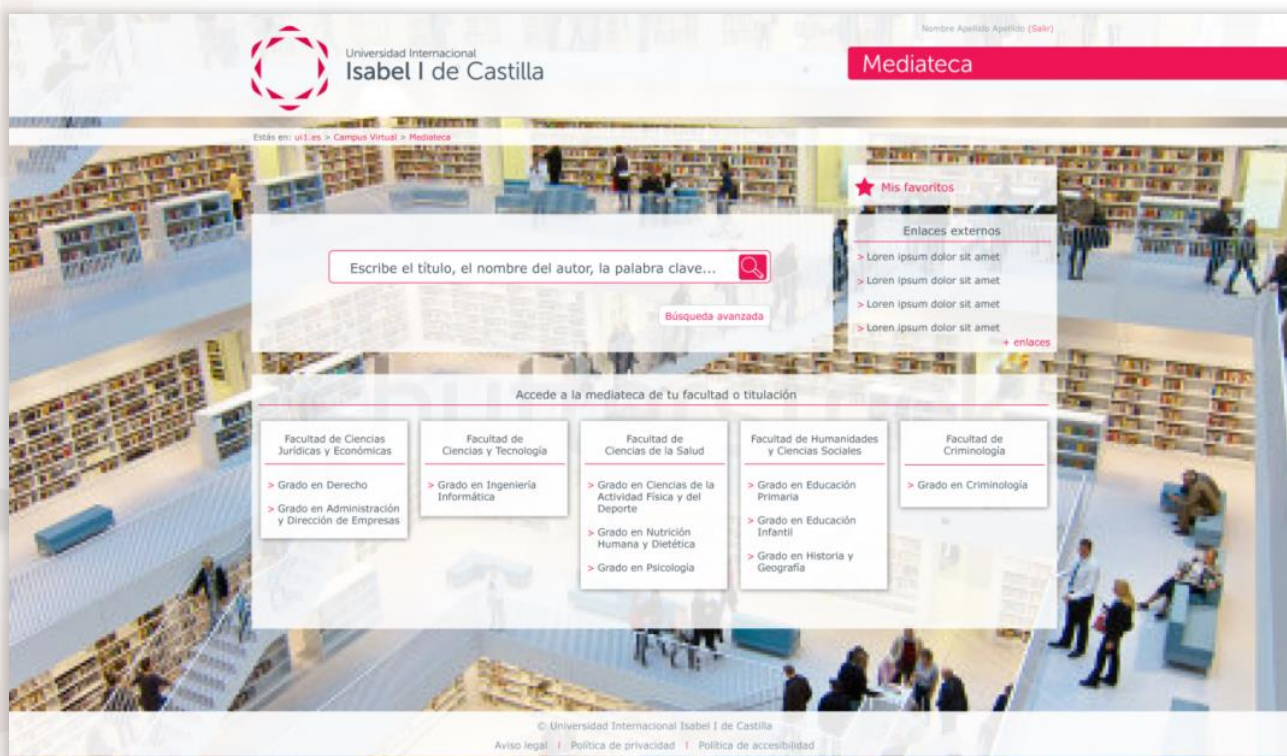 Nombre Apellido Apellido (Salir)
Universidad Internacional
Isabel I de Castilla
Mediateca
Estás en: ui1.es > Campus Virtual > Mediateca
Mis favoritos
Escribe el título, el nombre del autor, la palabra clave...
Búsqueda avanzada
Enlaces externos
> Loren ipsum dolor sit amet
> Loren ipsum dolor sit amet
> Loren ipsum dolor sit amet
> Loren ipsum dolor sit amet
+ enlaces
Accede a la mediateca de tu facultad o titulación
Facultad de Ciencias
Jurídicas y Económicas
> Grado en Derecho
> Grado en Administración
y Dirección de Empresas
Facultad de
Ciencias y Tecnología
> Grado en Ingeniería
Informática
Facultad de
Ciencias de la Salud
> Grado en Ciencias de la
Actividad Física y del
Deporte
> Grado en Nutrición
Humana y Dietética
> Grado en Psicología
Facultad de Humanidades
y Ciencias Sociales
> Grado en Educación
Primaria
> Grado en Educación
Infantil
> Grado en Historia y
Geografía
Facultad de
Criminología
> Grado en Criminología
© Universidad Internacional Isabel I de Castilla
Aviso legal | Política de privacidad | Política de accesibilidad